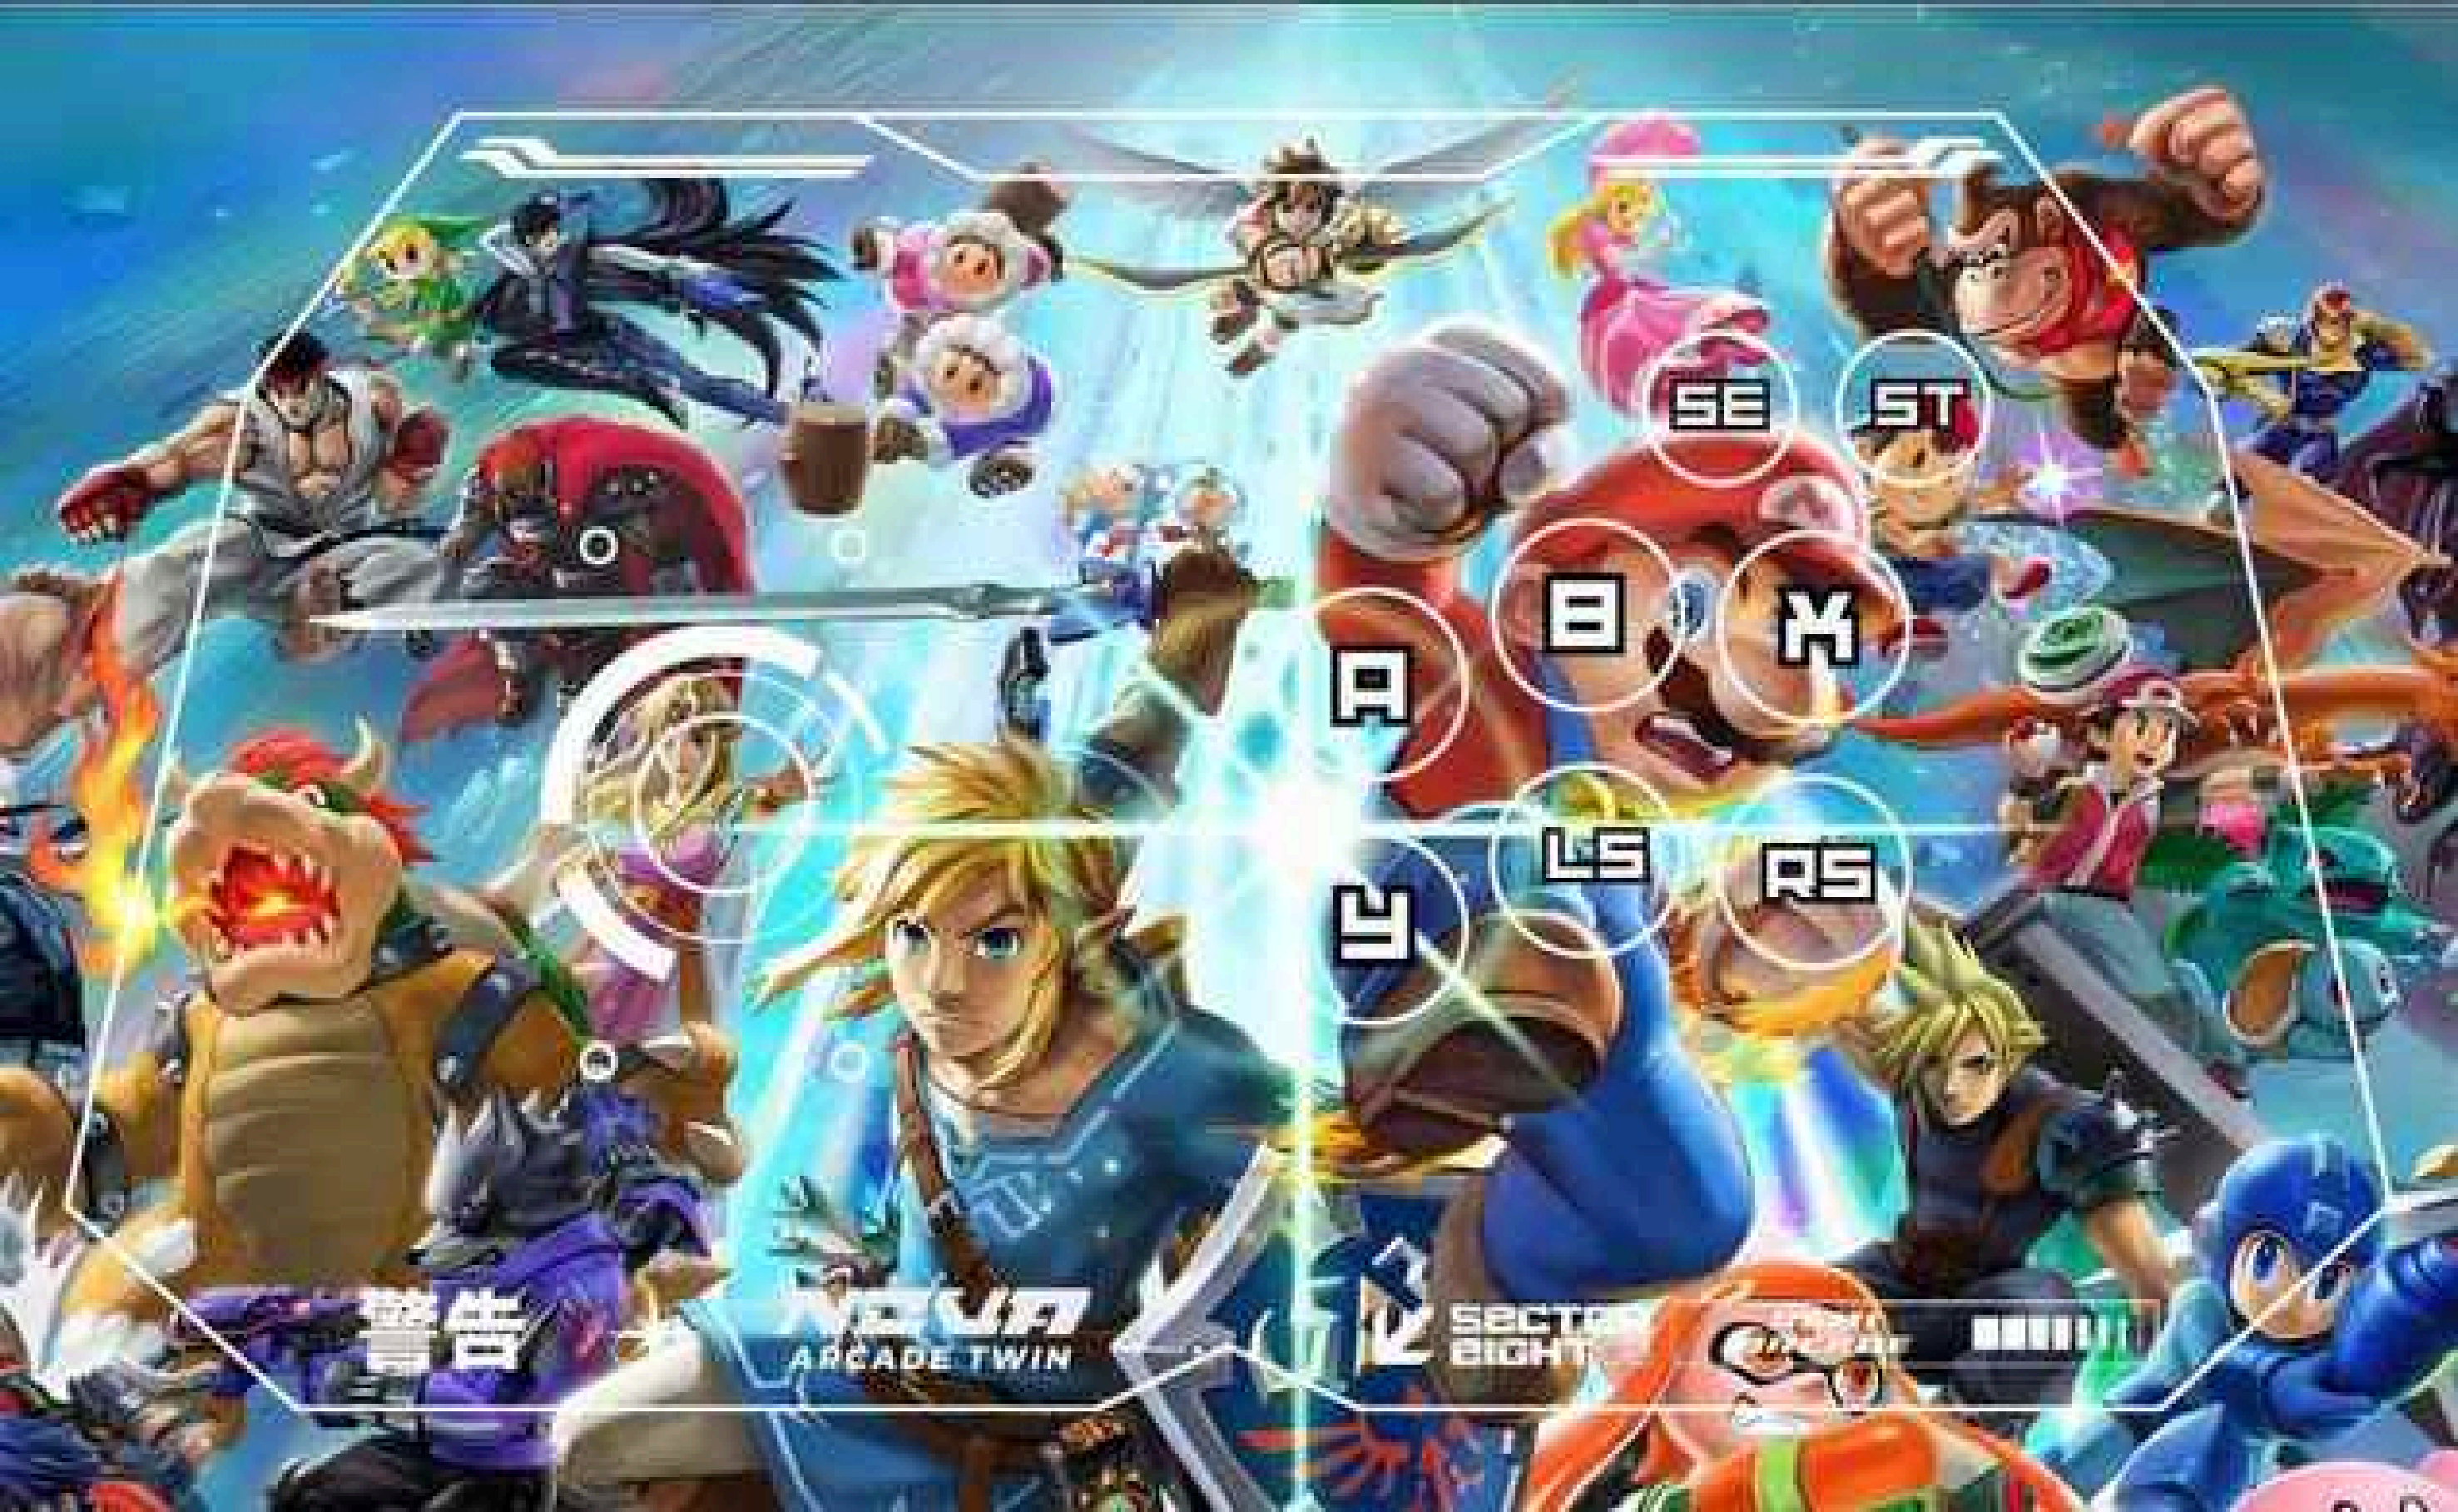 SE
ST
B
X
A
LS
RS
Y
警告
NOVA
ARCADE TWIN
SECTOR
EIGHT